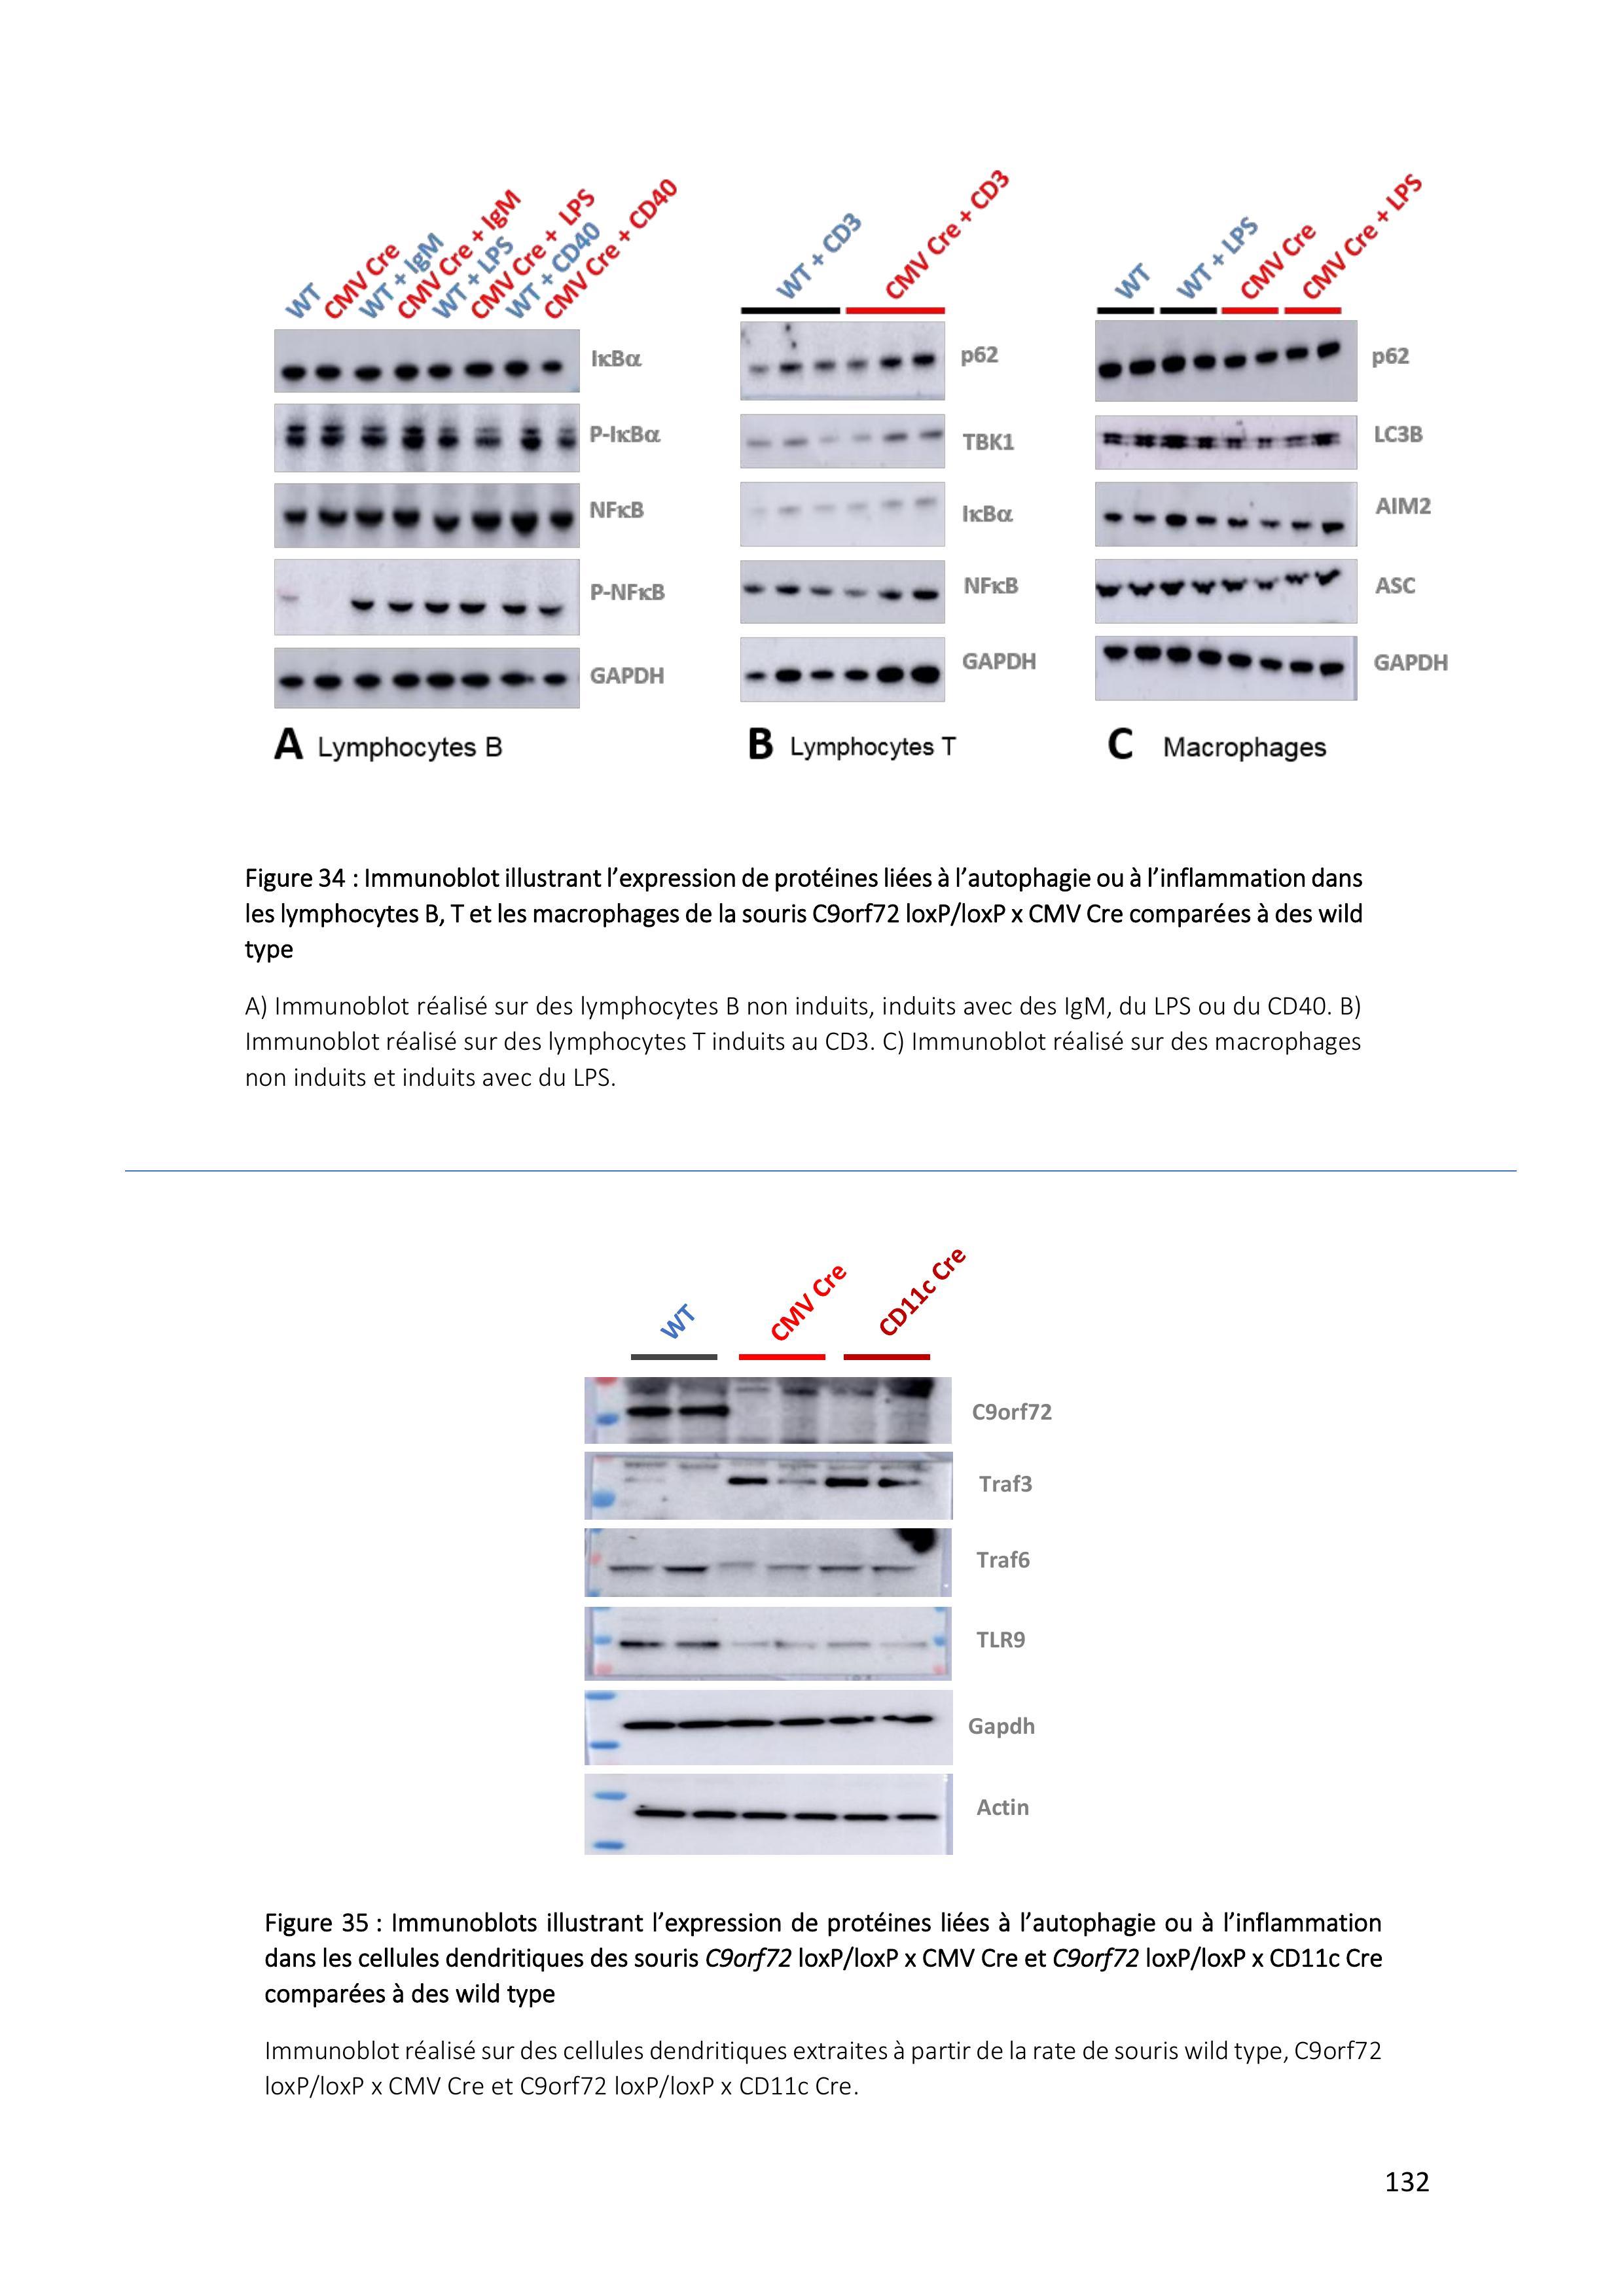 WT
CMV Cre
WT + IgM
CMV Cre + IgM
WT + LPS
CMV Cre + LPS
WT + CD40
CMV Cre + CD40
IκBα
P-IκBα
NFκB
P-NFκB
GAPDH
A Lymphocytes B
WT + CD3
CMV Cre + CD3
p62
TBK1
IκBα
NFκB
GAPDH
B Lymphocytes T
WT
WT + LPS
CMV Cre
CMV Cre + LPS
p62
LC3B
AIM2
ASC
GAPDH
C Macrophages
Figure 34 : Immunoblot illustrant l’expression de protéines liées à l’autophagie ou à l’inflammation dans
les lymphocytes B, T et les macrophages de la souris C9orf72 loxP/loxP x CMV Cre comparées à des wild
type
A) Immunoblot réalisé sur des lymphocytes B non induits, induits avec des IgM, du LPS ou du CD40. B)
Immunoblot réalisé sur des lymphocytes T induits au CD3. C) Immunoblot réalisé sur des macrophages
non induits et induits avec du LPS.
WT
CMV Cre
CD11c Cre
C9orf72
Traf3
Traf6
TLR9
Gapdh
Actin
Figure 35 : Immunoblots illustrant l’expression de protéines liées à l’autophagie ou à l’inflammation
dans les cellules dendritiques des souris C9orf72 loxP/loxP x CMV Cre et C9orf72 loxP/loxP x CD11c Cre
comparées à des wild type
Immunoblot réalisé sur des cellules dendritiques extraites à partir de la rate de souris wild type, C9orf72
loxP/loxP x CMV Cre et C9orf72 loxP/loxP x CD11c Cre.
132